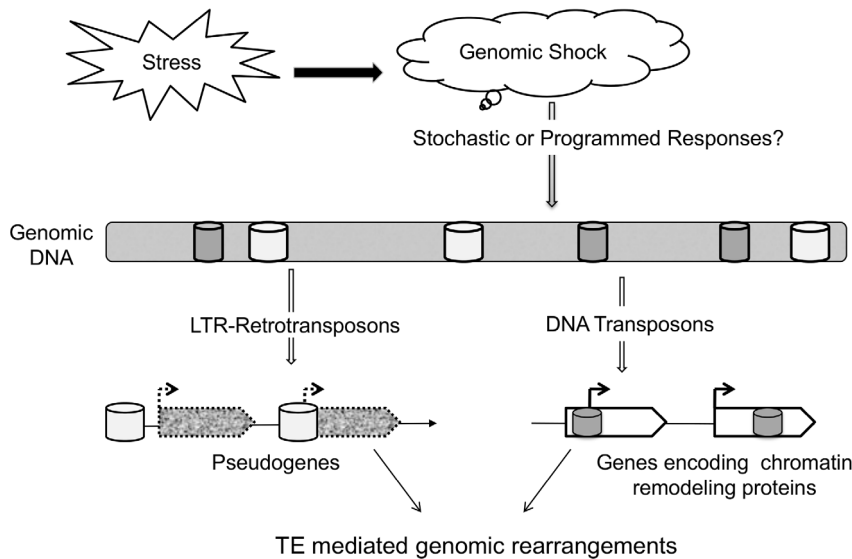 Stress
Genomic Shock
Stochastic or Programmed Responses?
Genomic
DNA
LTR-Retrotransposons
DNA Transposons
Pseudogenes
Genes encoding chromatin
remodeling proteins
TE mediated genomic rearrangements